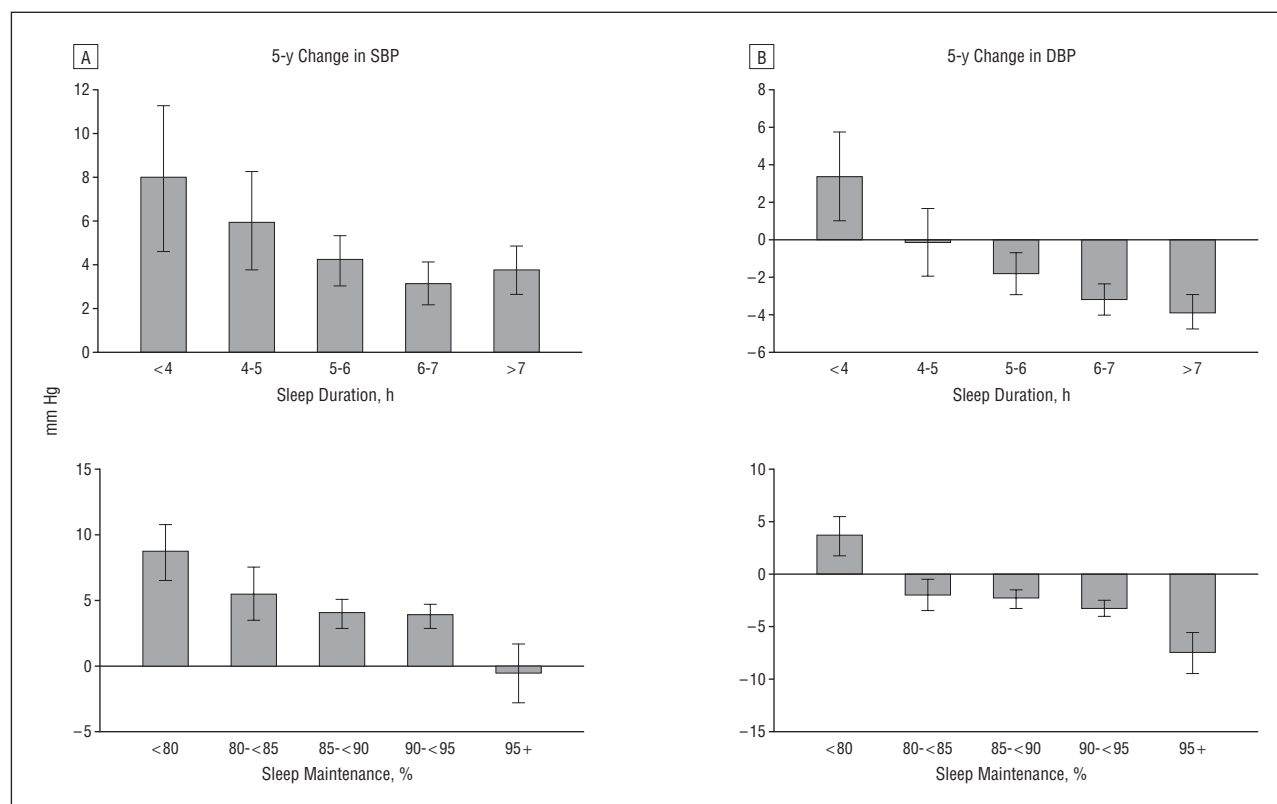 A
5-y Change in SBP
12
10
8
6
4
2
0
<4 4-5 5-6 6-7 >7
Sleep Duration, h
B
5-y Change in DBP
8
6
4
2
0
−2
−4
−6
<4 4-5 5-6 6-7 >7
Sleep Duration, h
mm Hg
15
10
5
0
−5
<80 80-<85 85-<90 90-<95 95+
Sleep Maintenance, %
10
5
0
−5
−10
−15
<80 80-<85 85-<90 90-<95 95+
Sleep Maintenance, %